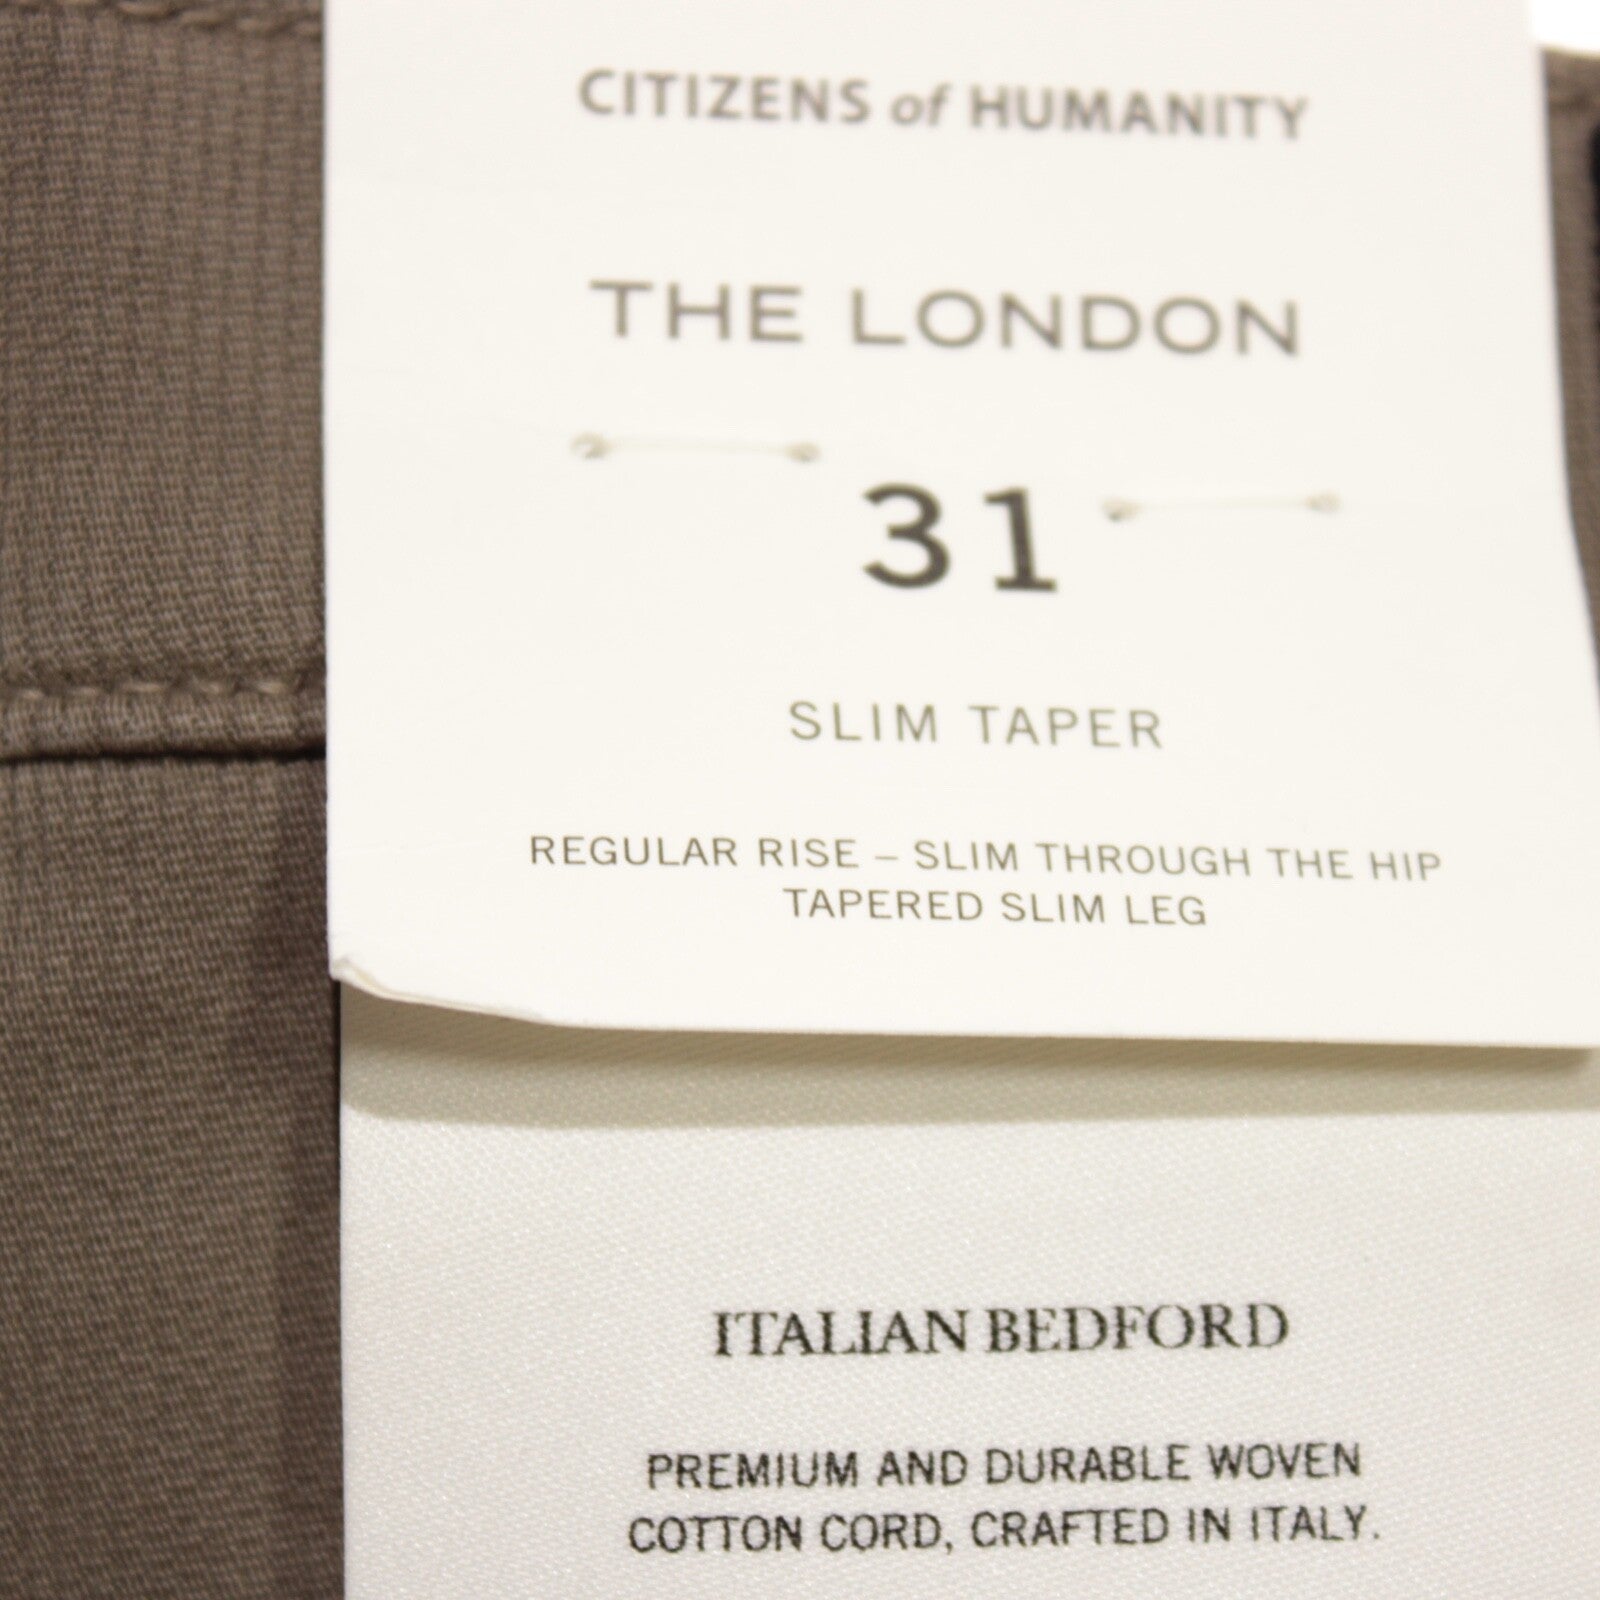 CITIZENS of HUMANITY
THE LONDON
31
SLIM TAPER
REGULAR RISE – SLIM THROUGH THE HIP
TAPERED SLIM LEG
ITALIAN BEDFORD
PREMIUM AND DURABLE WOVEN
COTTON CORD, CRAFTED IN ITALY.